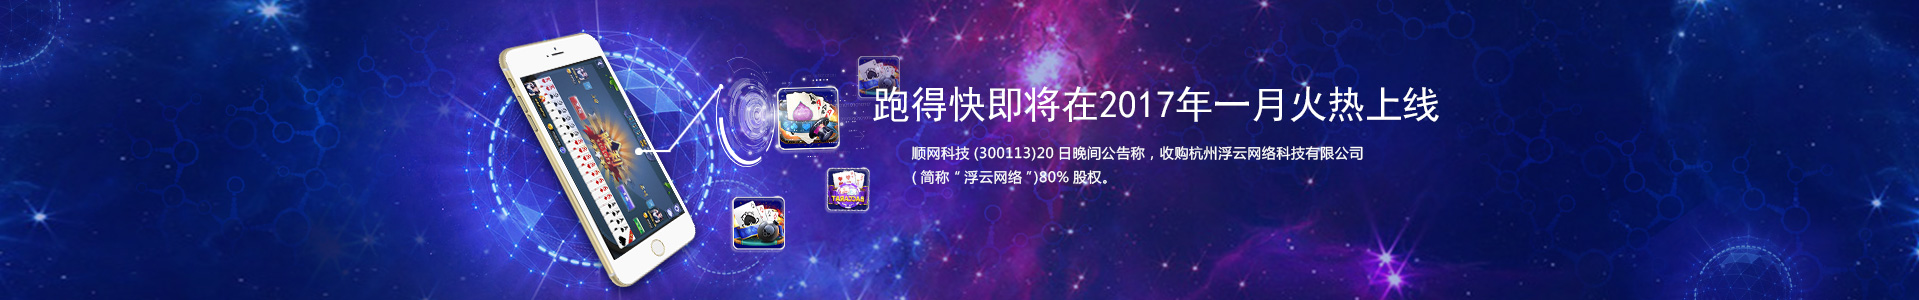 跑得快即将在2017年一月火热上线
顺网科技 (300113)20 日晚间公告称，收购杭州浮云网络科技有限公司
( 简称 “ 浮云网络 ”)80% 股权。
BACCARAT